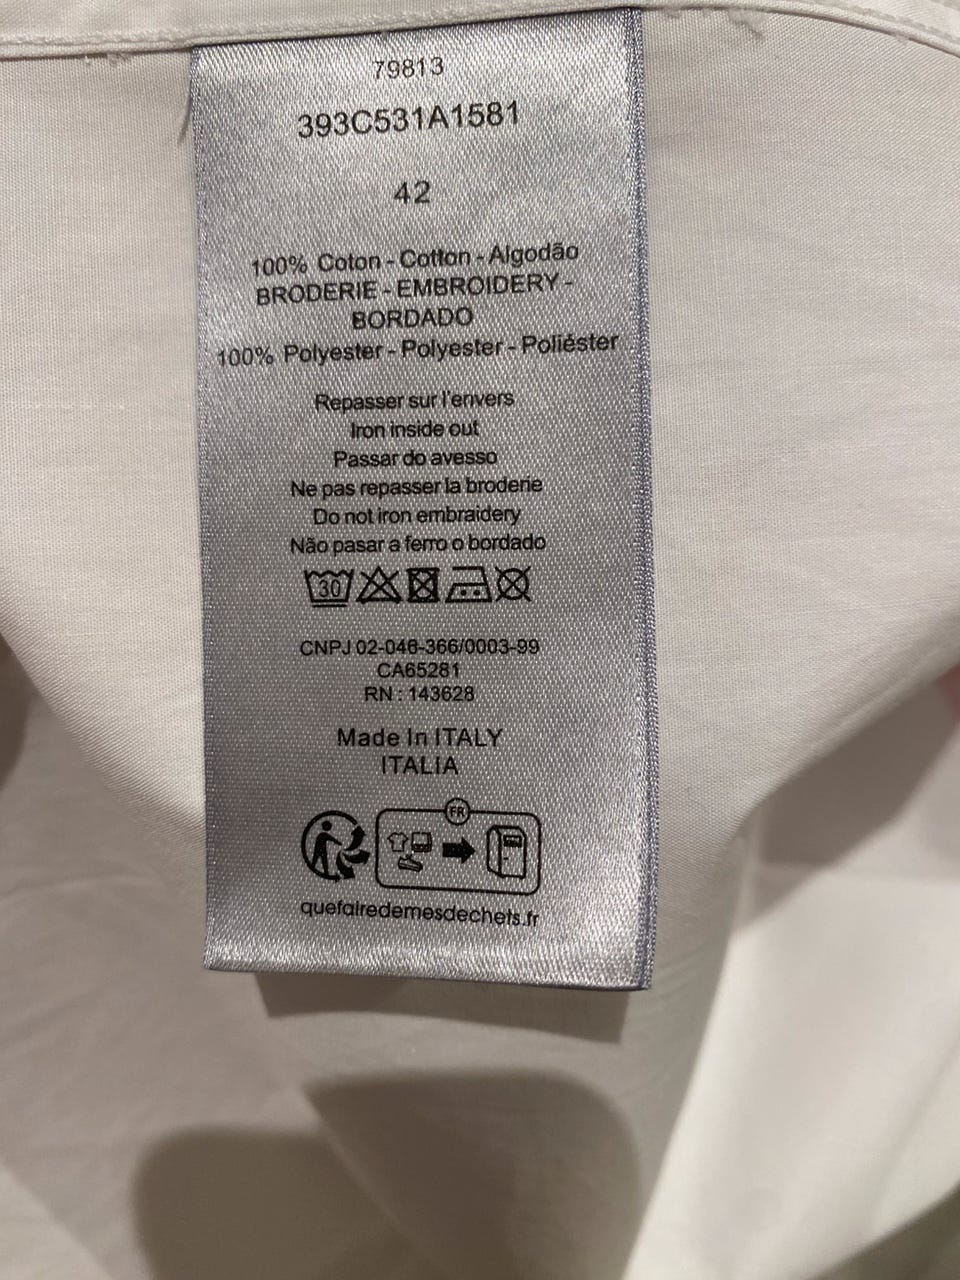 79813
393C531A1581
42
100% Coton - Cotton - Algodão
BRODERIE - EMBROIDERY -
BORDADO
100% Polyester - Polyester - Poliéster
Repasser sur l'envers
Iron inside out
Passar do avesso
Ne pas repasser la broderie
Do not iron embraidery
Não pasar a ferro o bordado
30
CNPJ 02-046-366/0003-99
CA65281
RN : 143628
Made In ITALY
ITALIA
FR
quefairedemesdechets.fr